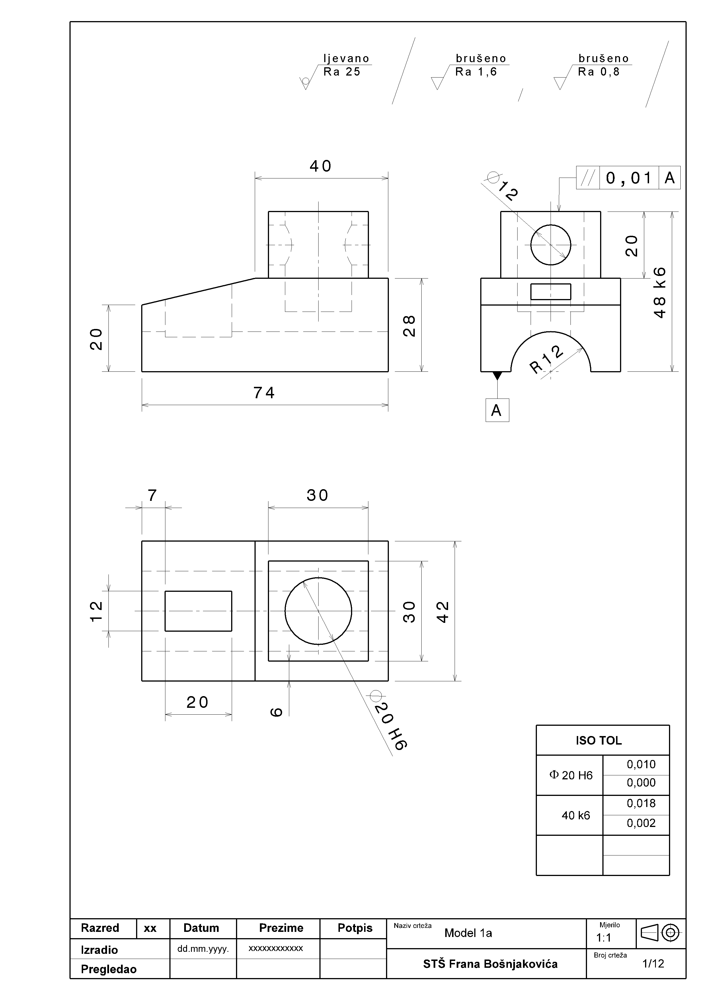 ljevano
Ra 25
brušeno
Ra 1,6
brušeno
Ra 0,8
40
⌀12
// 0,01 A
20
28
20
48 k6
R12
74
A
7
30
12
30
42
20
6
⌀20 H6
ISO TOL
Φ 20 H6
0,010
0,000
40 k6
0,018
0,002
Razred xx Datum Prezime Potpis
Naziv crteža
Model 1a
Mjerilo
1:1
Izradio dd.mm.yyyy. xxxxxxxxxxxx
Pregledao
STŠ Frana Bošnjakovića
Broj crteža
1/12